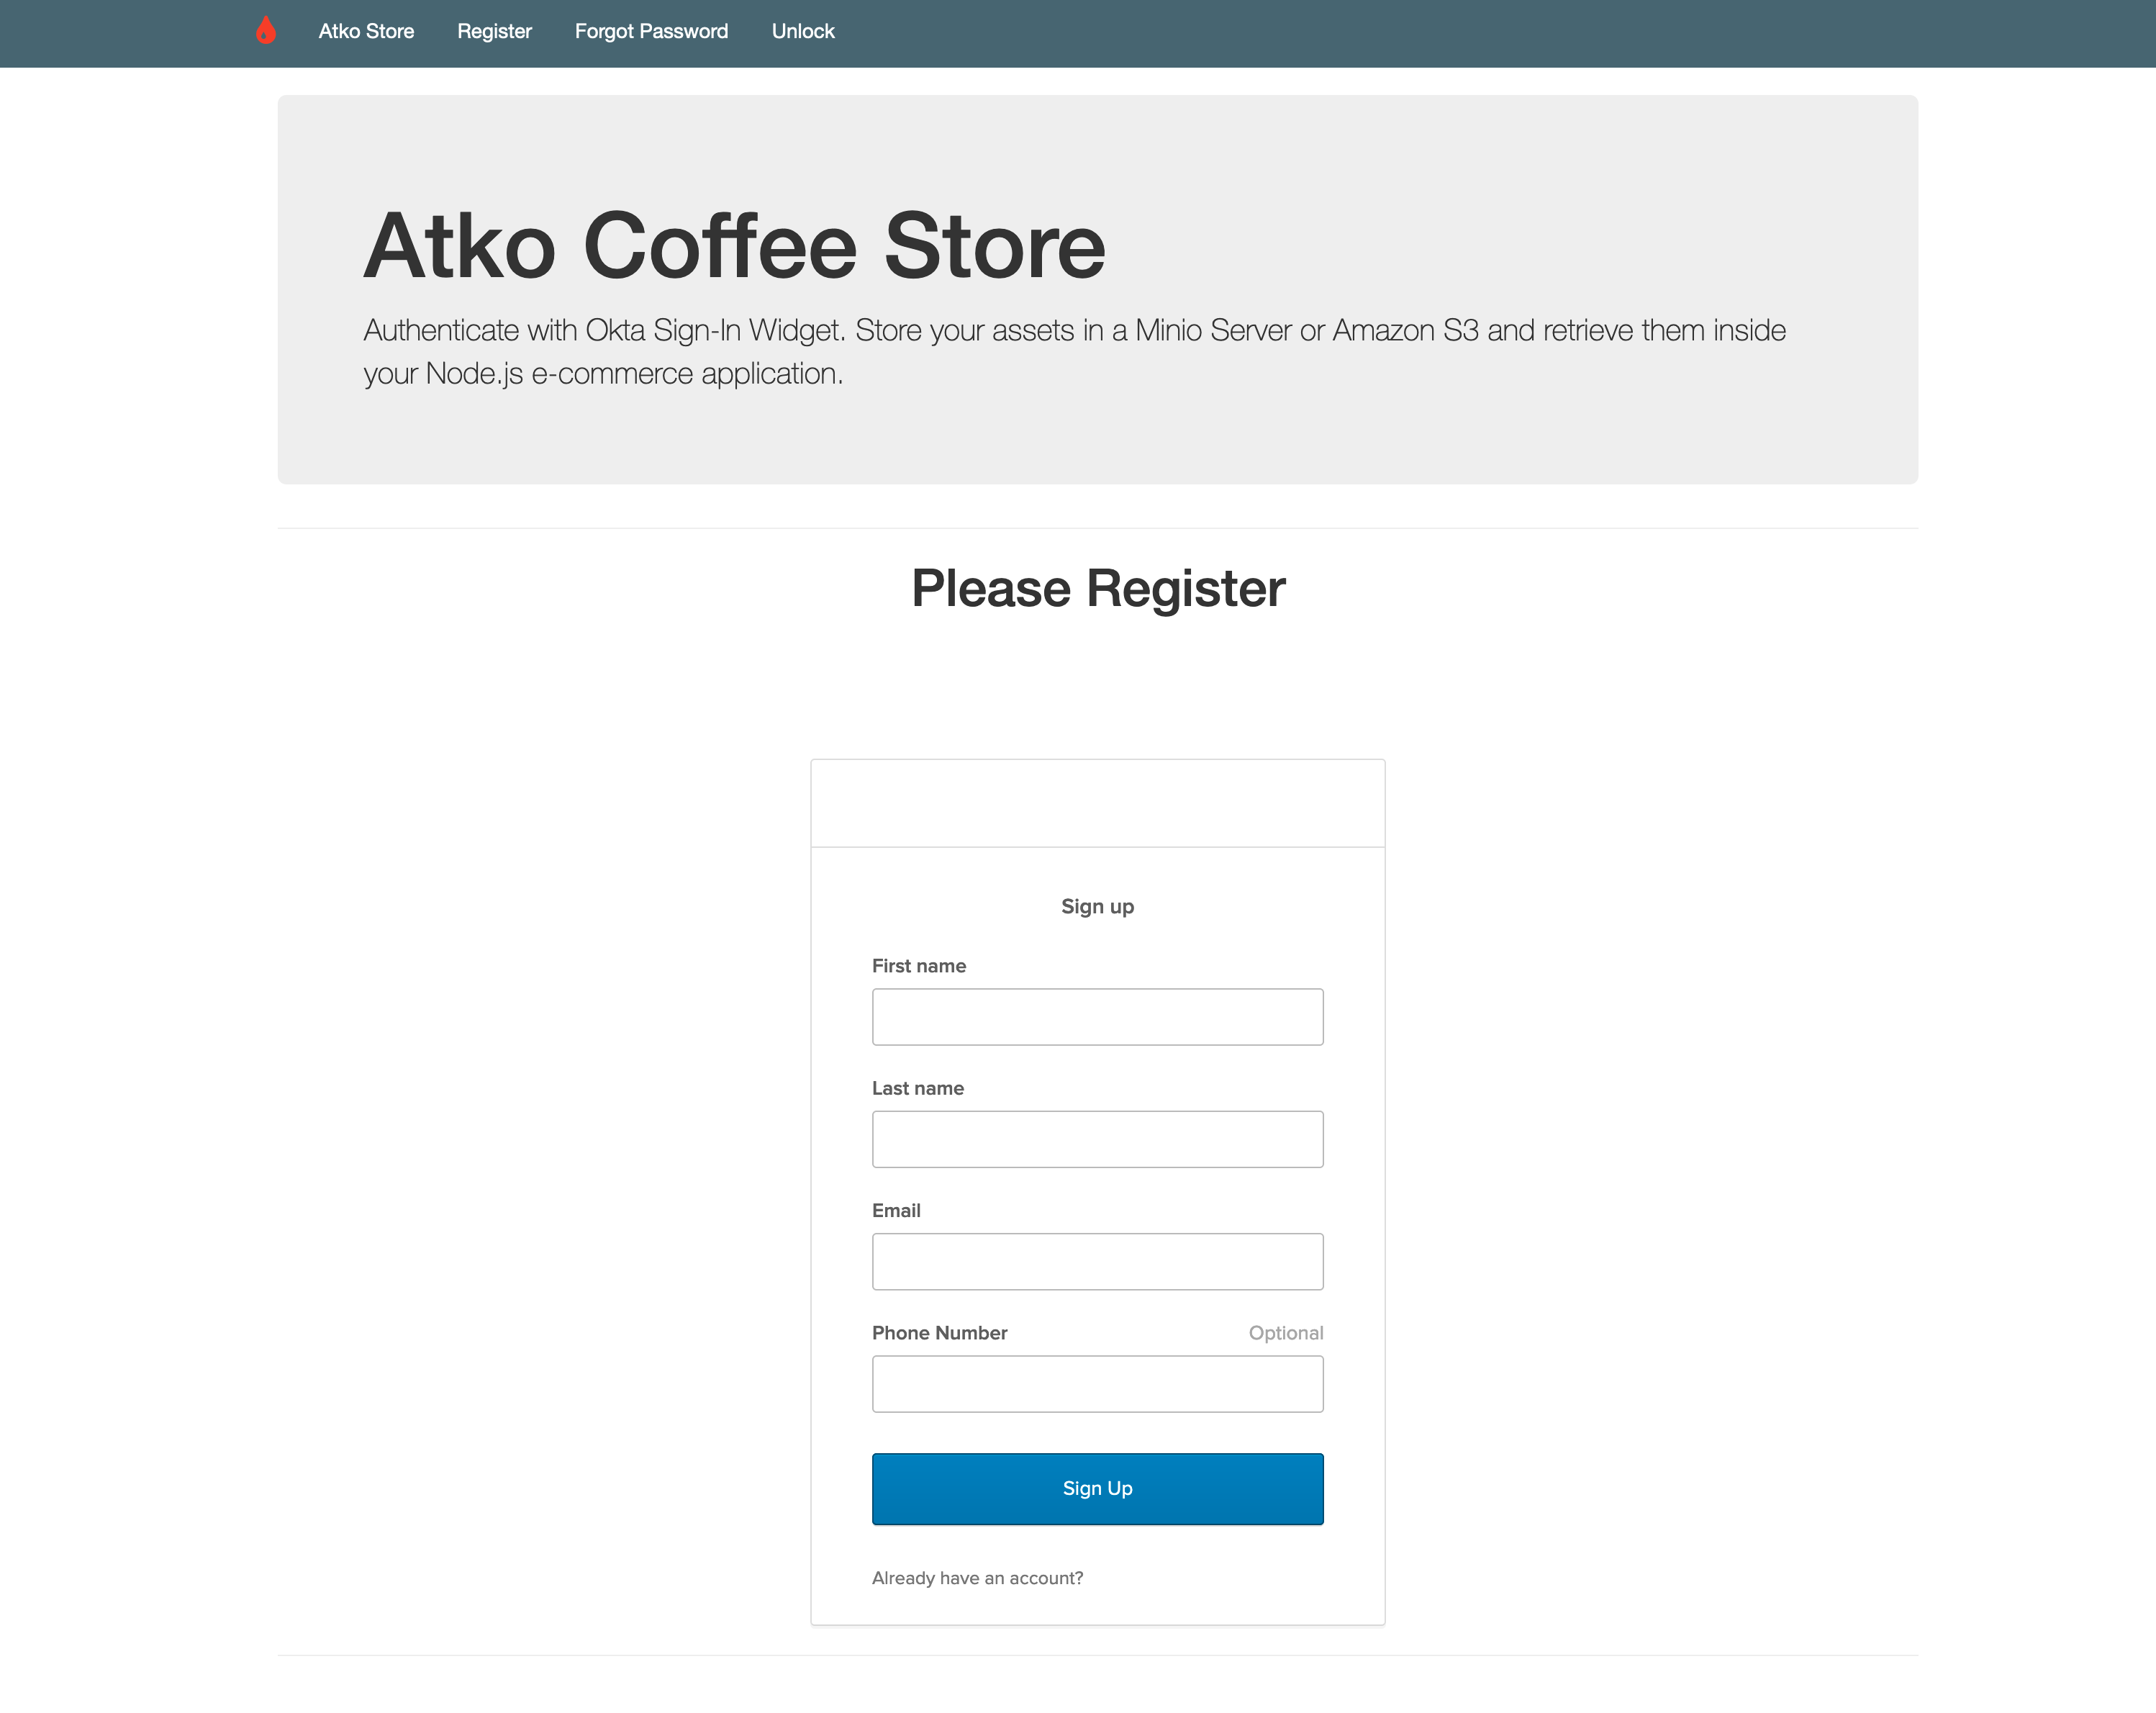 Atko Store Register Forgot Password Unlock
Atko Coffee Store
Authenticate with Okta Sign-In Widget. Store your assets in a Minio Server or Amazon S3 and retrieve them inside
your Node.js e-commerce application.
Please Register
Sign up
First name
Last name
Email
Phone Number Optional
Sign Up
Already have an account?